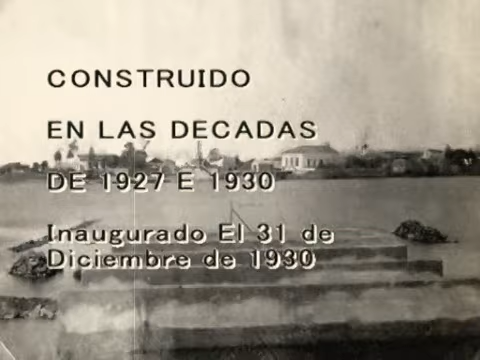 CONSTRUIDO
EN LAS DECADAS
DE 1927 E 1930
Inaugurado El 31 de
Diciembre de 1930